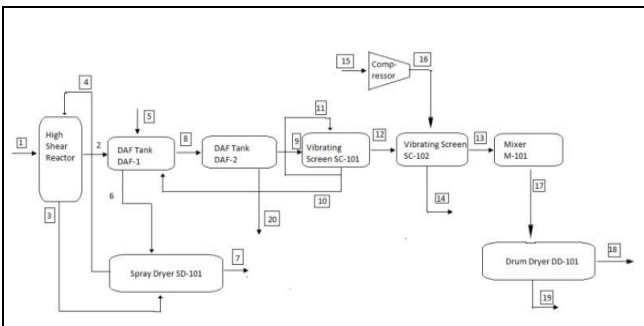 15
16
Comp-
ressor
4
5
11
1
High
Shear
Reactor
2
DAF Tank
DAF-1
8
DAF Tank
DAF-2
9
Vibrating
Screen SC-101
12
Vibrating Screen
SC-102
13
Mixer
M-101
3
6
10
14
17
20
Spray Dryer SD-101
7
Drum Dryer DD-101
18
19